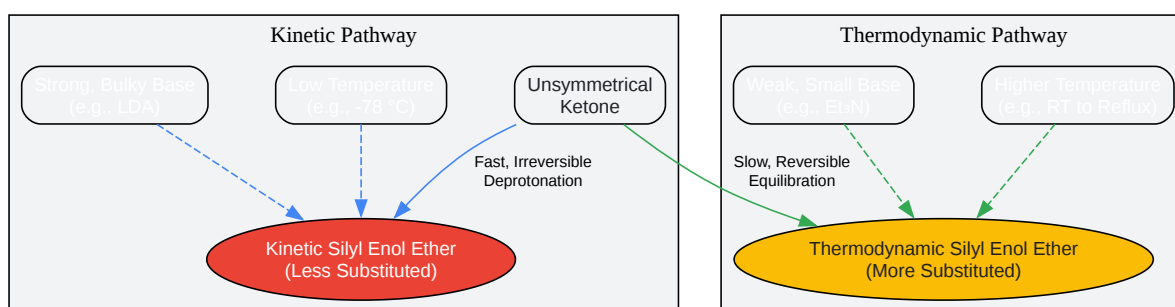 Kinetic Pathway
Strong, Bulky Base
(e.g., LDA)
Low Temperature
(e.g., -78 °C)
Unsymmetrical
Ketone
Fast, Irreversible
Deprotonation
Kinetic Silyl Enol Ether
(Less Substituted)
Thermodynamic Pathway
Weak, Small Base
(e.g., Et₃N)
Higher Temperature
(e.g., RT to Reflux)
Slow, Reversible
Equilibration
Thermodynamic Silyl Enol Ether
(More Substituted)